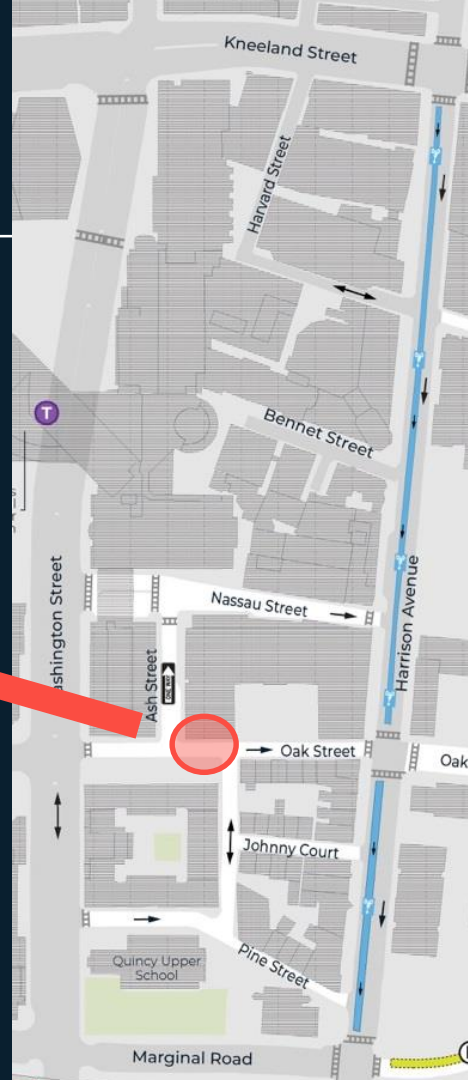 Kneeland Street
Harvard Street
T
Bennet Street
Harrison Avenue
ashington Street
Nassau Street
Ash Street
ONE WAY
Oak Street
Oak
Johnny Court
Quincy Upper
School
Pine Street
Marginal Road